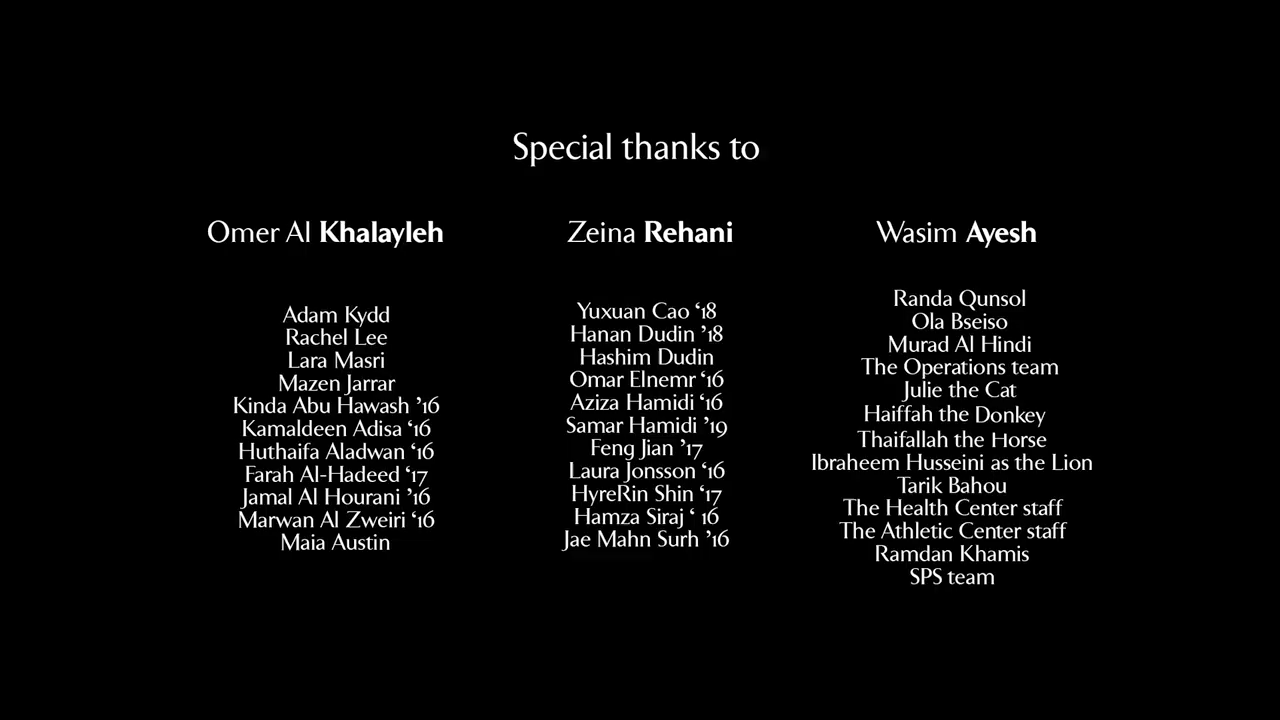 Special thanks to
Omer Al Khalayleh
Adam Kydd
Rachel Lee
Lara Masri
Mazen Jarrar
Kinda Abu Hawash ’16
Kamaldeen Adisa ‘16
Huthaifa Aladwan ‘16
Farah Al-Hadeed ‘17
Jamal Al Hourani ’16
Marwan Al Zweiri ‘16
Maia Austin
Zeina Rehani
Yuxuan Cao ‘18
Hanan Dudin ’18
Hashim Dudin
Omar Elnemr ‘16
Aziza Hamidi ‘16
Samar Hamidi ’19
Feng Jian ’17
Laura Jonsson ‘16
HyreRin Shin ‘17
Hamza Siraj ‘ 16
Jae Mahn Surh ’16
Wasim Ayesh
Randa Qunsol
Ola Bseiso
Murad Al Hindi
The Operations team
Julie the Cat
Haiffah the Donkey
Thaifallah the Horse
Ibraheem Husseini as the Lion
Tarik Bahou
The Health Center staff
The Athletic Center staff
Ramdan Khamis
SPS team